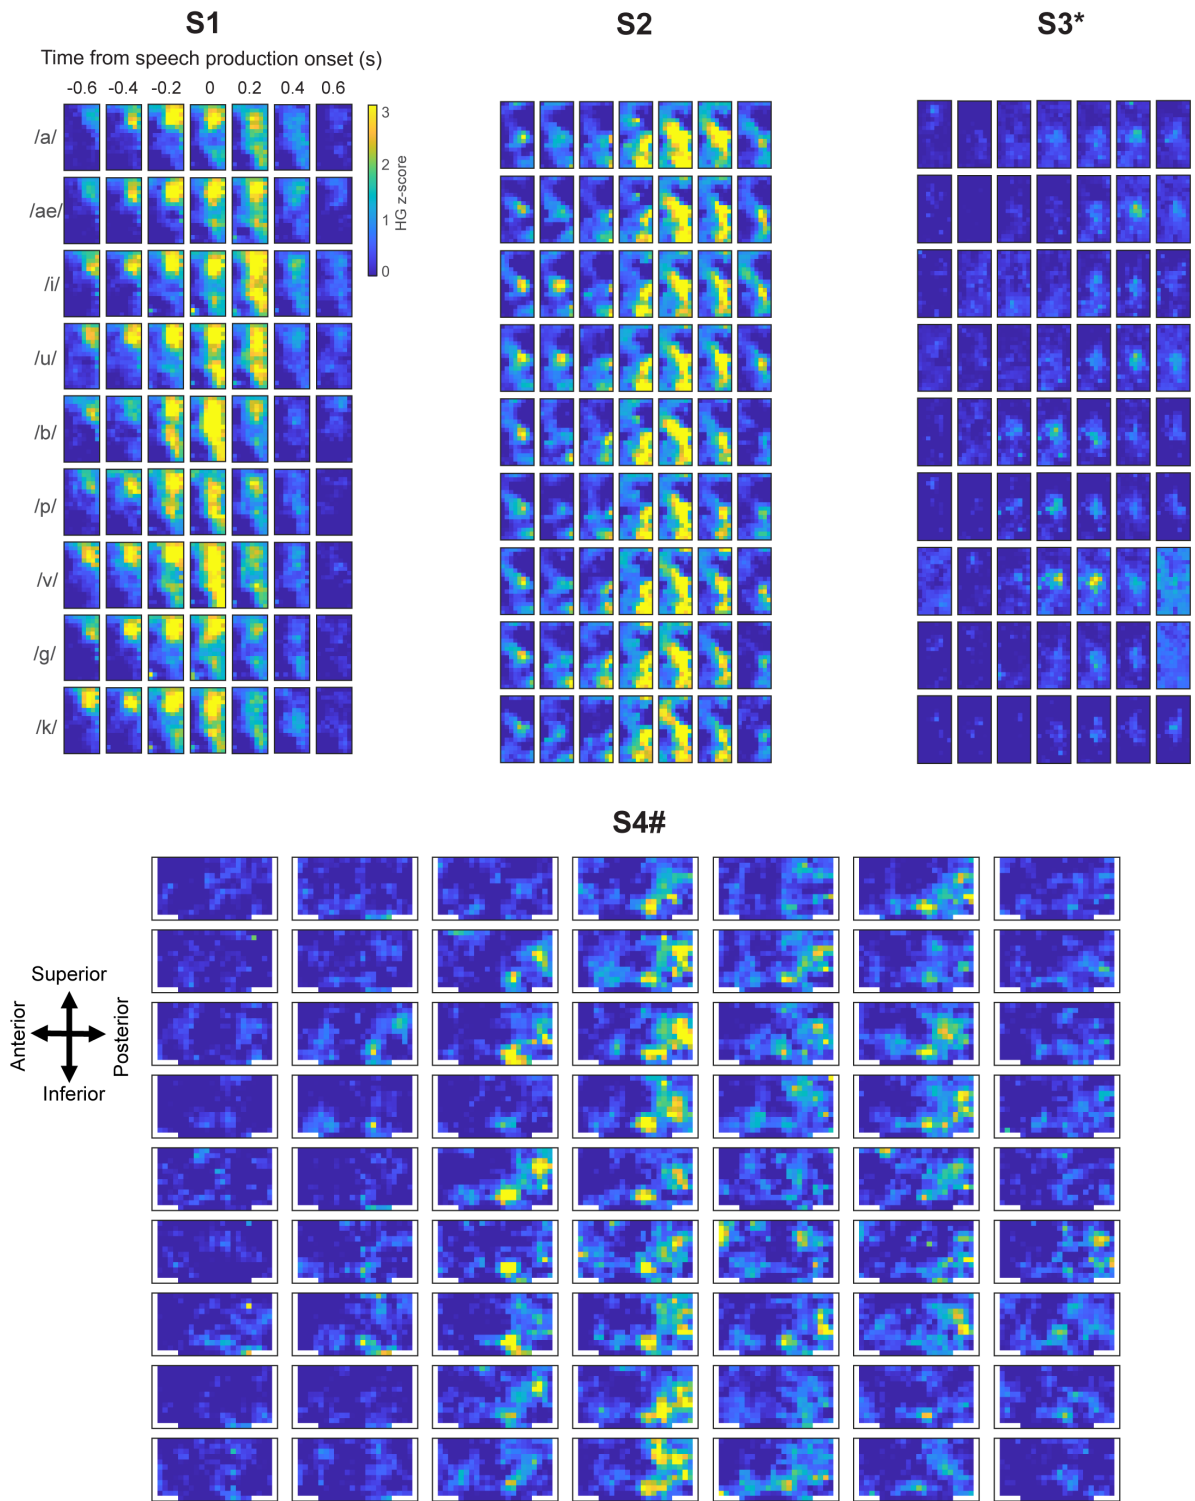 S1 S2 S3*
Time from speech production onset (s)
-0.6 -0.4 -0.2 0 0.2 0.4 0.6
/a/
/ae/
/i/
/u/
/b/
/p/
/v/
/g/
/k/
3
2
1
0
HG z-score
S4#
Superior
Anterior
Posterior
Inferior